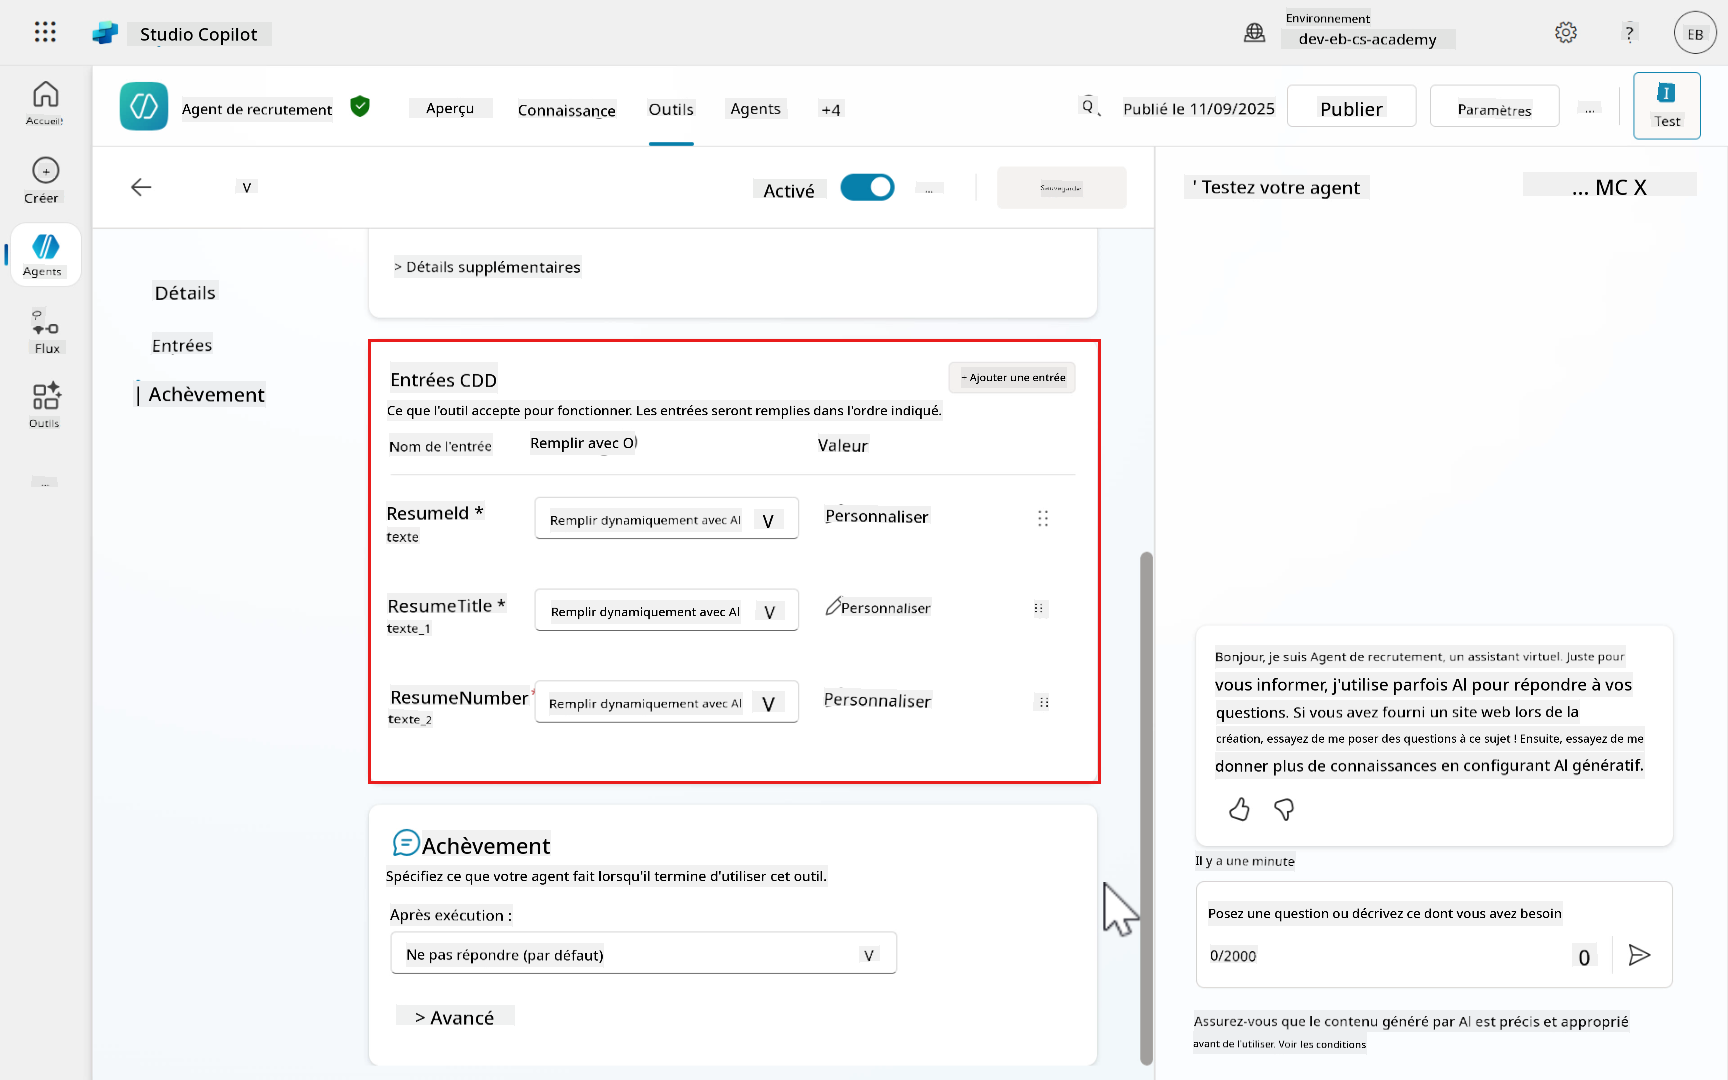 Studio Copilot
Environnement
dev-eb-cs-academy
?
EB
Accueil
Créer
Agents
Flux
Outils
...
Agent de recrutement
Aperçu
Connaissance
Outils
Agents
+4
Publié le 11/09/2025
Publier
Paramètres
...
Test
V
Activé
...
Sauvegarder
Détails
Entrées
| Achèvement
> Détails supplémentaires
Entrées CDD
+ Ajouter une entrée
Ce que l'outil accepte pour fonctionner. Les entrées seront remplies dans l'ordre indiqué.
Nom de l'entrée
Remplir avec O
Valeur
ResumeId *
texte
Remplir dynamiquement avec AI V
Personnaliser
ResumeTitle *
texte_1
Remplir dynamiquement avec AI V
Personnaliser
ResumeNumber *
texte_2
Remplir dynamiquement avec AI V
Personnaliser
Achèvement
Spécifiez ce que votre agent fait lorsqu'il termine d'utiliser cet outil.
Après exécution :
Ne pas répondre (par défaut) V
> Avancé
' Testez votre agent
... MC X
Bonjour, je suis Agent de recrutement, un assistant virtuel. Juste pour
vous informer, j'utilise parfois AI pour répondre à vos
questions. Si vous avez fourni un site web lors de la
création, essayez de me poser des questions à ce sujet ! Ensuite, essayez de me
donner plus de connaissances en configurant AI génératif.
Il y a une minute
Posez une question ou décrivez ce dont vous avez besoin
0/2000
0
Assurez-vous que le contenu généré par AI est précis et approprié
avant de l'utiliser. Voir les conditions